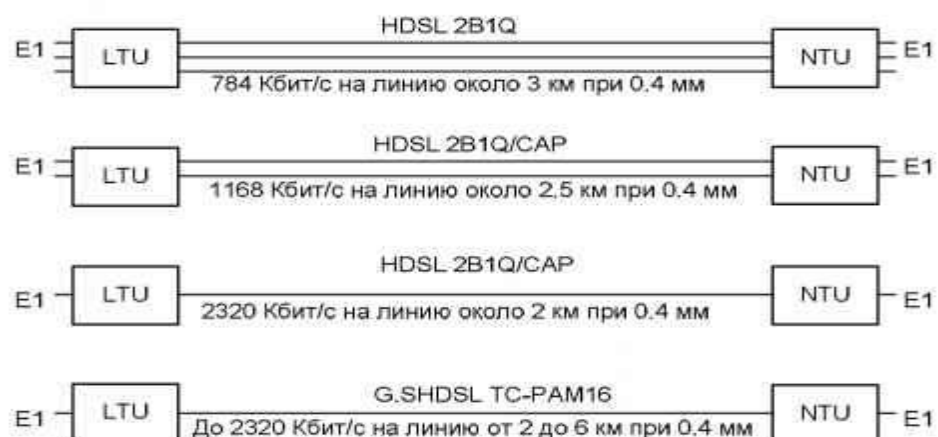 HDSL 2B1Q
E1 LTU NTU E1
784 Кбит/с на линию около 3 км при 0.4 мм
HDSL 2B1Q/CAP
E1 LTU NTU E1
1168 Кбит/с на линию около 2,5 км при 0.4 мм
HDSL 2B1Q/CAP
E1 LTU NTU E1
2320 Кбит/с на линию около 2 км при 0.4 мм
G.SHDSL TC-PAM16
E1 LTU NTU E1
До 2320 Кбит/с на линию от 2 до 6 км при 0.4 мм